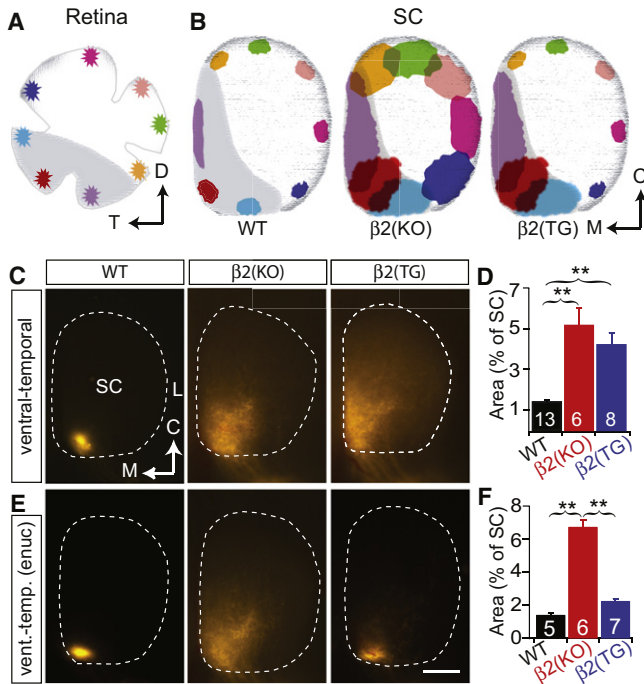 Retina
SC
A
B
D
T
WT
β2(KO)
β2(TG)
C
M
C
WT
β2(KO)
β2(TG)
D
ventral-temporal
SC
L
C
M
Area (% of SC)
7
5
3
1
**
**
13
6
8
WT
β2(KO)
β2(TG)
E
vent.-temp. (enuc)
F
Area (% of SC)
8
6
4
2
0
**
**
5
6
7
WT
β2(KO)
β2(TG)